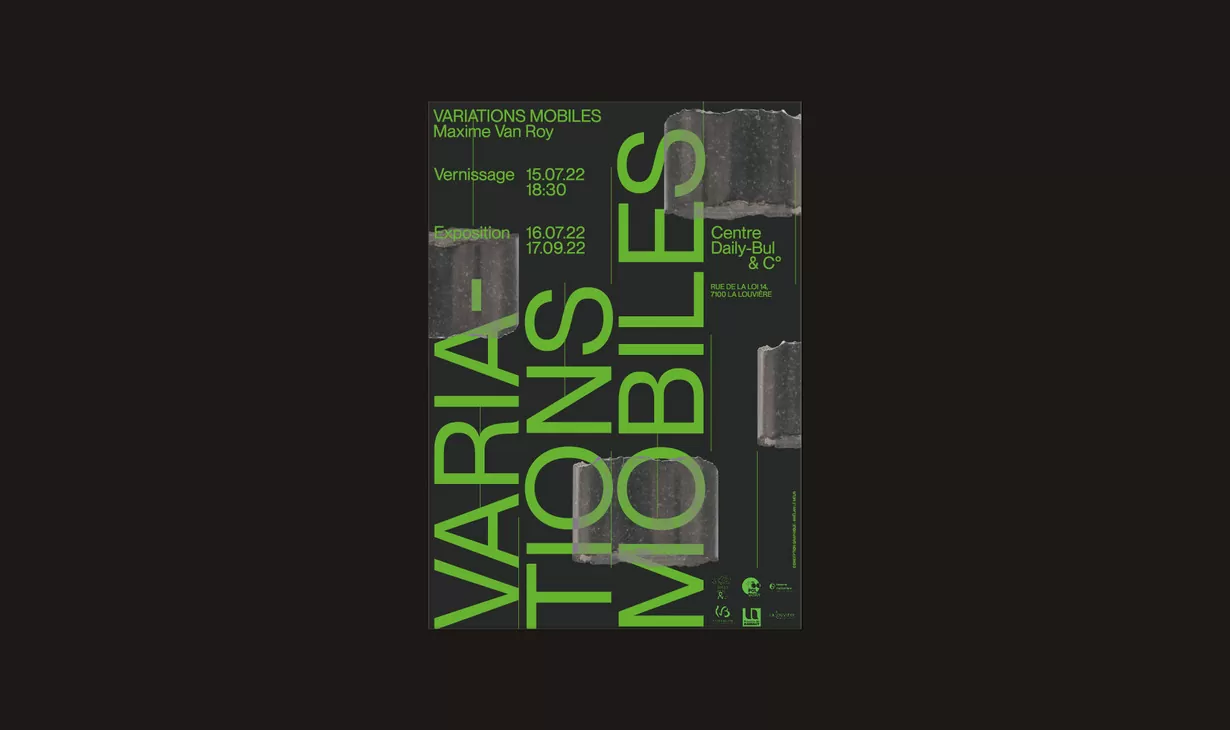 VARIATIONS MOBILES
Maxime Van Roy
Vernissage 15.07.22
18:30
Exposition 16.07.22
17.09.22
Centre
Daily-Bul
& C°
RUE DE LA LOI 14,
7100 LA LOUVIÈRE
VARIA-
TIONS
MOBILES